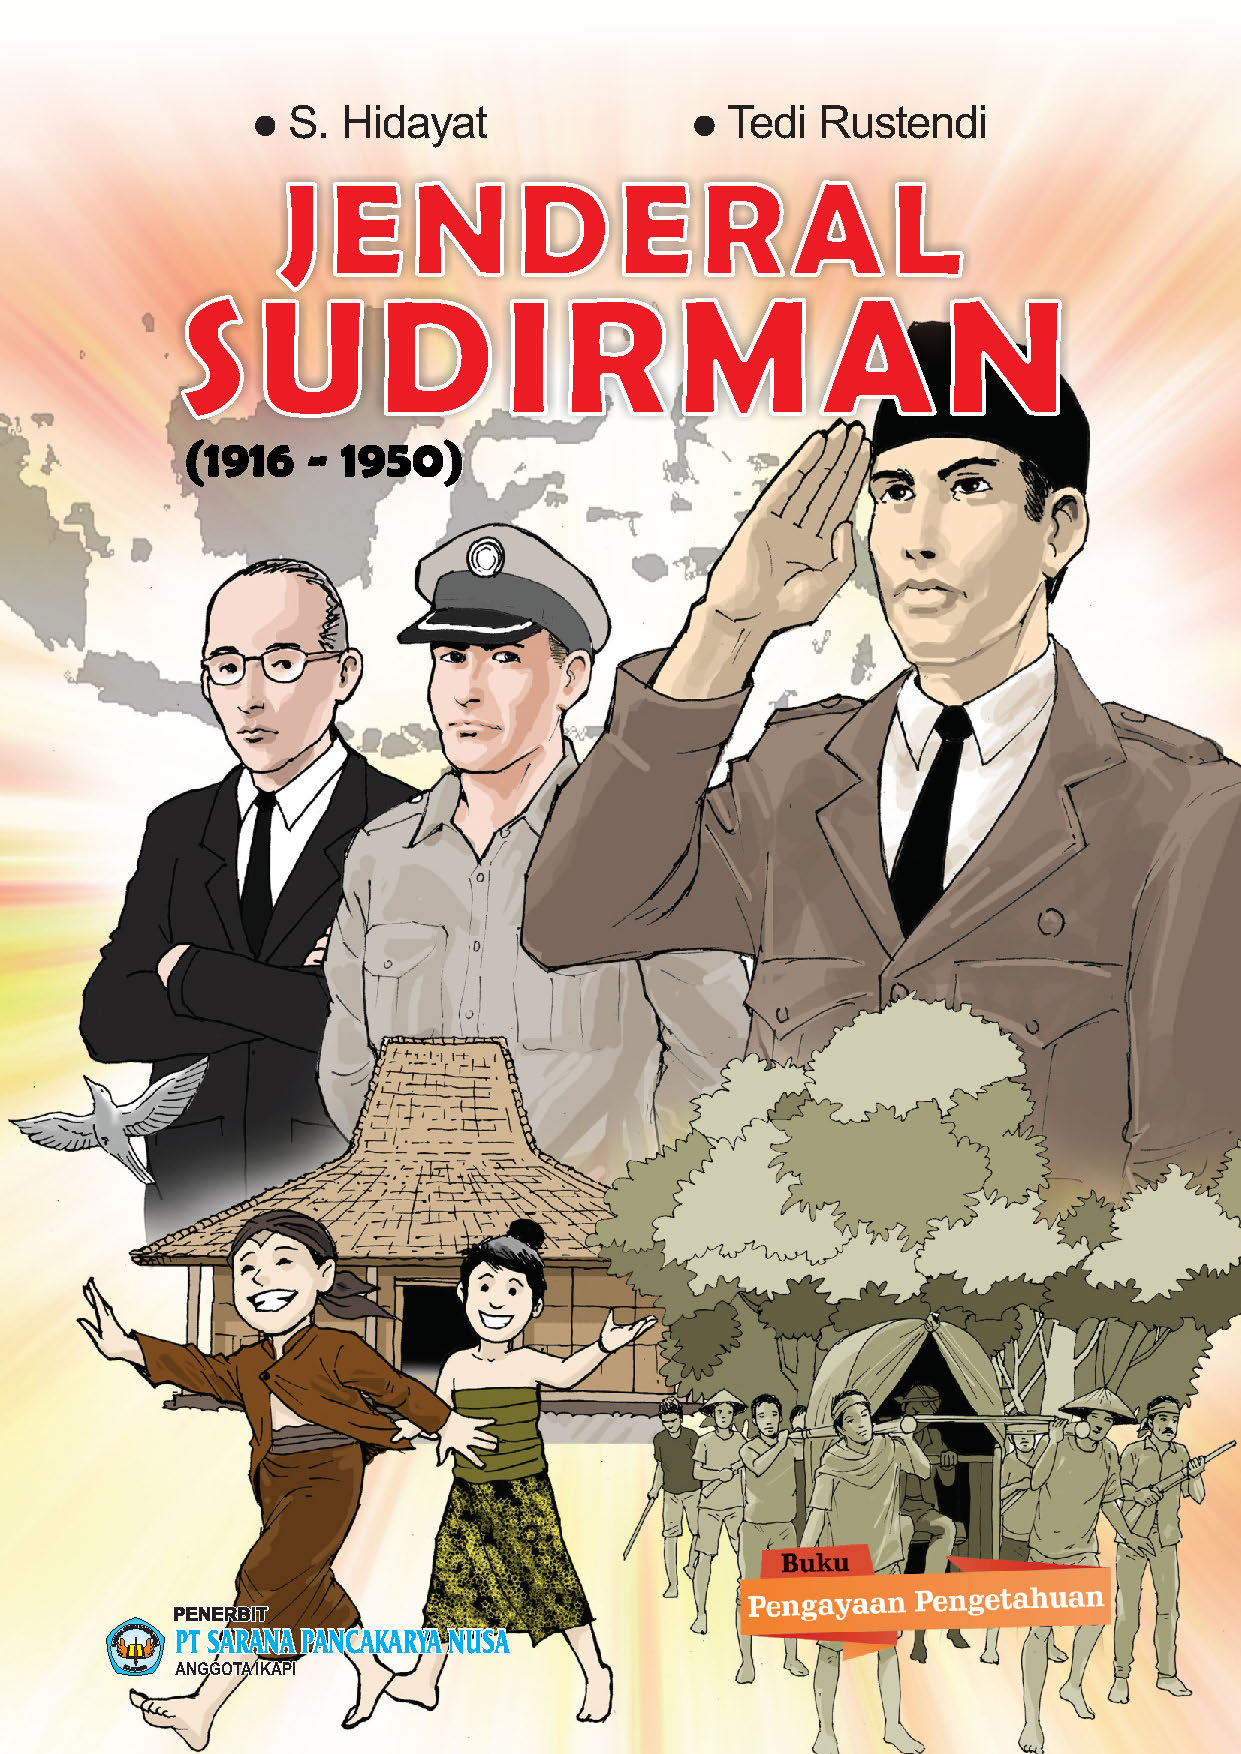 • S. Hidayat
• Tedi Rustendi
JENDERAL
SUDIRMAN
(1916 - 1950)
Buku
Pengayaan Pengetahuan
PENERBIT
PT SARANA PANCAKARYA NUSA
ANGGOTA IKAPI